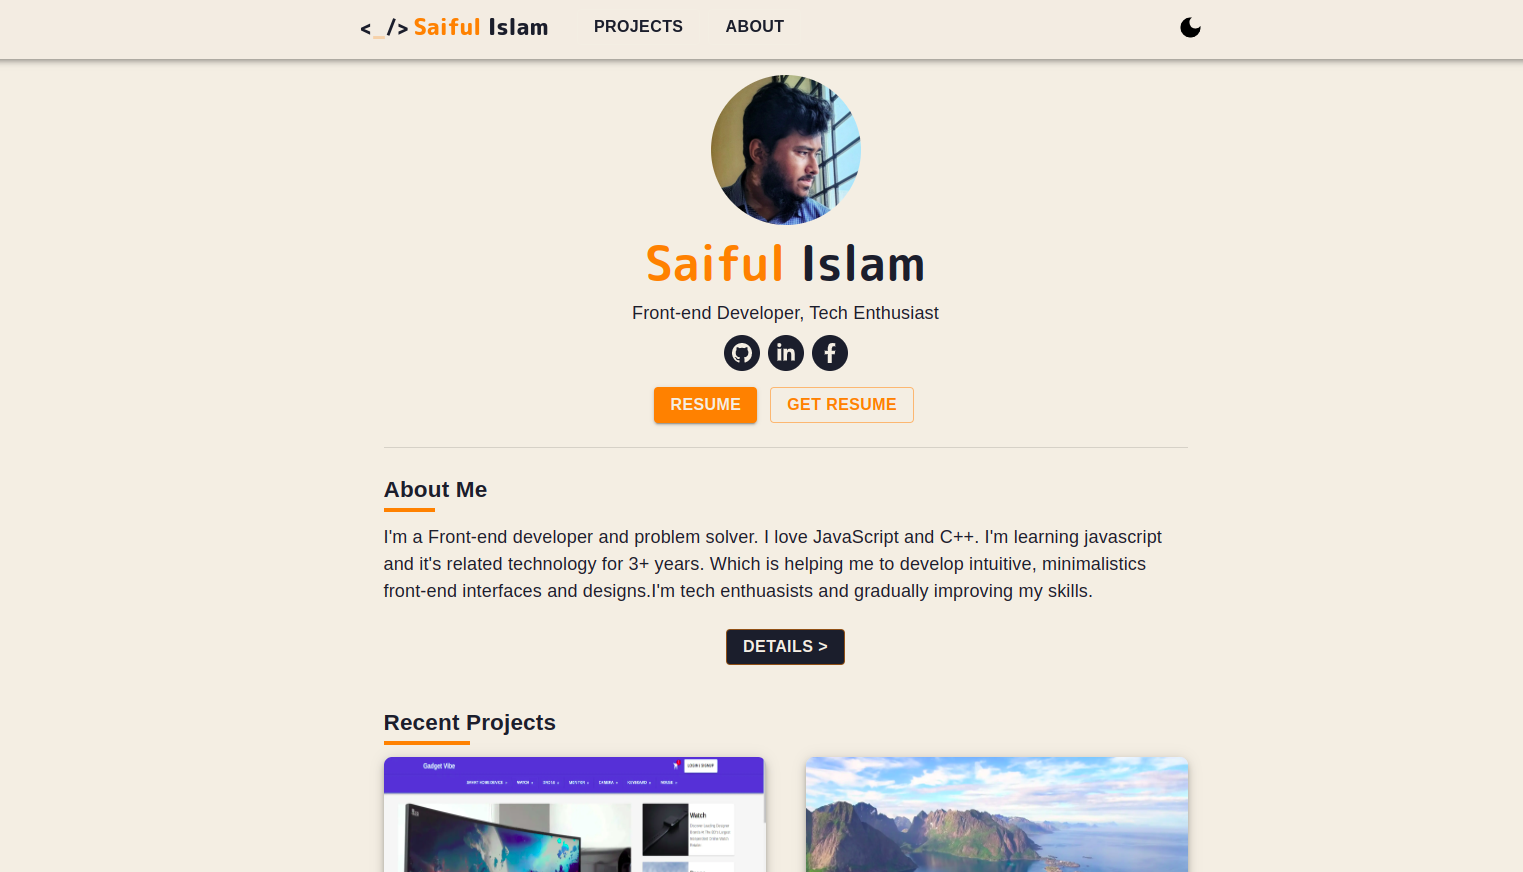 <_/> Saiful Islam PROJECTS ABOUT
Saiful Islam
Front-end Developer, Tech Enthusiast
RESUME GET RESUME
About Me
I'm a Front-end developer and problem solver. I love JavaScript and C++. I'm learning javascript
and it's related technology for 3+ years. Which is helping me to develop intuitive, minimalistics
front-end interfaces and designs.I'm tech enthuasists and gradually improving my skills.
DETAILS >
Recent Projects
Gadget Vibe
Watch